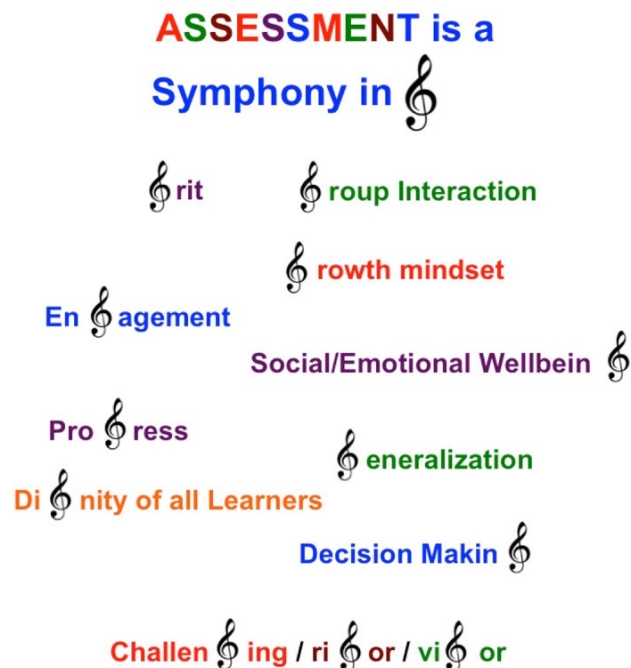 ASSESSMENT is a
Symphony in 𝄞
𝄞rit 𝄞roup Interaction
𝄞rowth mindset
En𝄞agement
Social/Emotional Wellbein𝄞
Pro𝄞ress
𝄞eneralization
Di𝄞nity of all Learners
Decision Makin𝄞
Challen𝄞ing / ri𝄞or / vi𝄞or